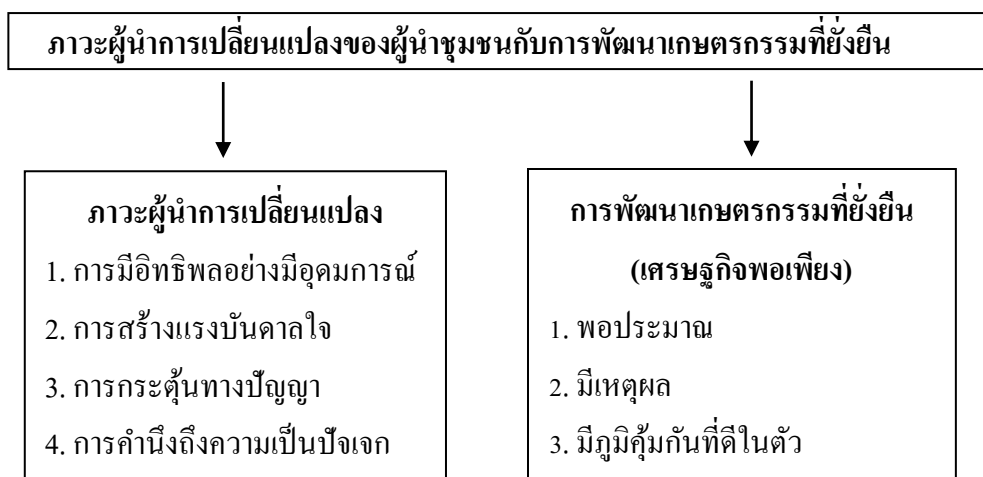 ภาวะผู้นำการเปลี่ยนแปลงของผู้นำชุมชนกับการพัฒนาเกษตรกรรมที่ยั่งยืน
ภาวะผู้นำการเปลี่ยนแปลง
1. การมีอิทธิพลอย่างมีอุดมการณ์
2. การสร้างแรงบันดาลใจ
3. การกระตุ้นทางปัญญา
4. การคำนึงถึงความเป็นปัจเจก
การพัฒนาเกษตรกรรมที่ยั่งยืน
(เศรษฐกิจพอเพียง)
1. พอประมาณ
2. มีเหตุผล
3. มีภูมิคุ้มกันที่ดีในตัว